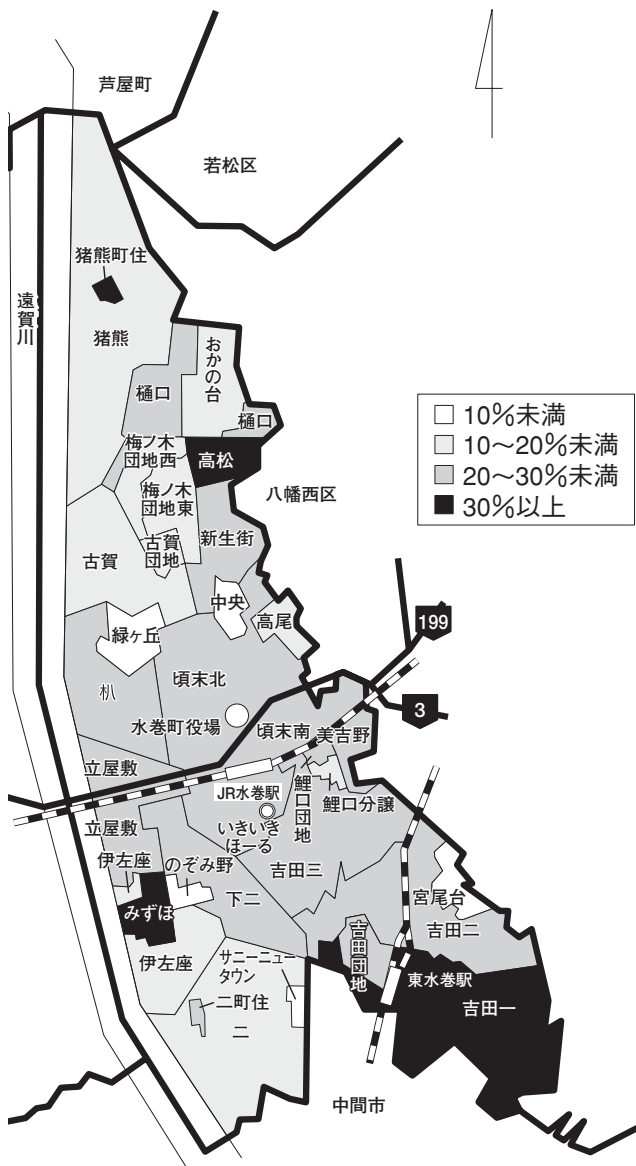 芦屋町
若松区
猪熊町住
遠賀川
猪熊
おかの台
樋口
樋口
10%未満
10〜20%未満
20〜30%未満
30%以上
梅ノ木
団地西
高松
八幡西区
梅ノ木
団地東
新生街
古賀
古賀
団地
中央
高尾
緑ヶ丘
199
朳
頃末北
3
水巻町役場
頃末南
美吉野
立屋敷
JR水巻駅
鯉口団地
鯉口分譲
立屋敷
いきいき
ほーる
伊左座
のぞみ野
吉田三
下二
宮尾台
みずほ
吉田二
吉田団地
伊左座
サニーニュー
タウン
東水巻駅
二町住
吉田一
二
中間市